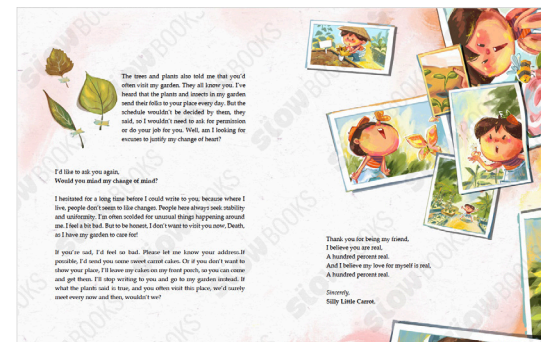 The trees and plants also told me that you'd
often visit my garden. They all know you. I've
heard that the plants and insects in my garden
send their folks to your place every day. But the
schedule wouldn't be decided by them, they
said, so I wouldn't need to ask for permission
or do your job for you. Well, am I looking for
excuses to justify my change of heart?
I'd like to ask you again,
Would you mind my change of mind?
I hesitated for a long time before I could write to you, because where I
live, people don't seem to like changes. People here always seek stability
and uniformity. I'm often scolded for unusual things happening around
me. I feel a bit bad. But to be honest, I don't want to visit you now, Death,
as I have my garden to care for!
If you're sad, I'd feel so bad. Please let me know your address.If
possible, I'd send you some sweet carrot cakes. Or if you don't want to
show your place, I'll leave my cakes on my front porch, so you can come
and get them. I'll stop writing to you and go to my garden instead. If
what the plants said is true, and you often visit this place, we'd surely
meet every now and then, wouldn't we?
Thank you for being my friend,
I believe you are real,
A hundred percent real.
And I believe my love for myself is real,
A hundred percent real.
Sincerely,
Silly Little Carrot.
SLOWBOOKS
SLOWBOOKS
SLOWBOOKS
SLOWBOOKS